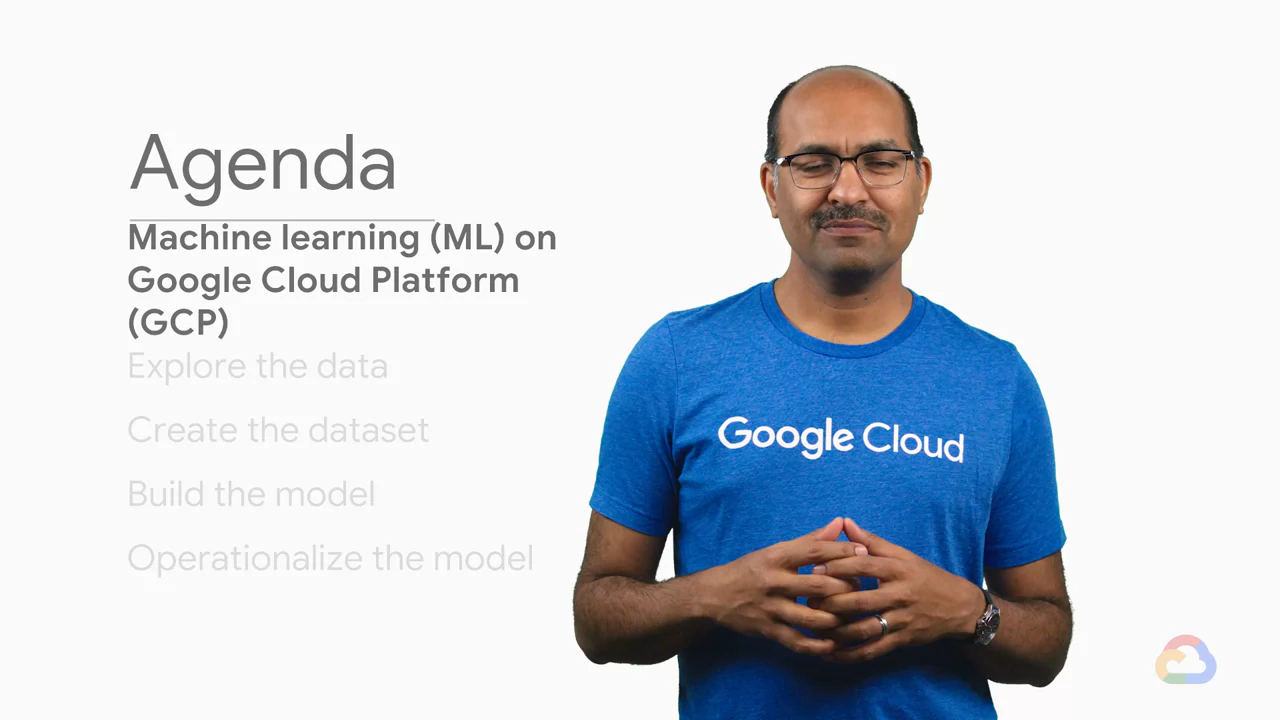 Agenda
Machine learning (ML) on
Google Cloud Platform
(GCP)
Explore the data
Create the dataset
Build the model
Operationalize the model
Google Cloud